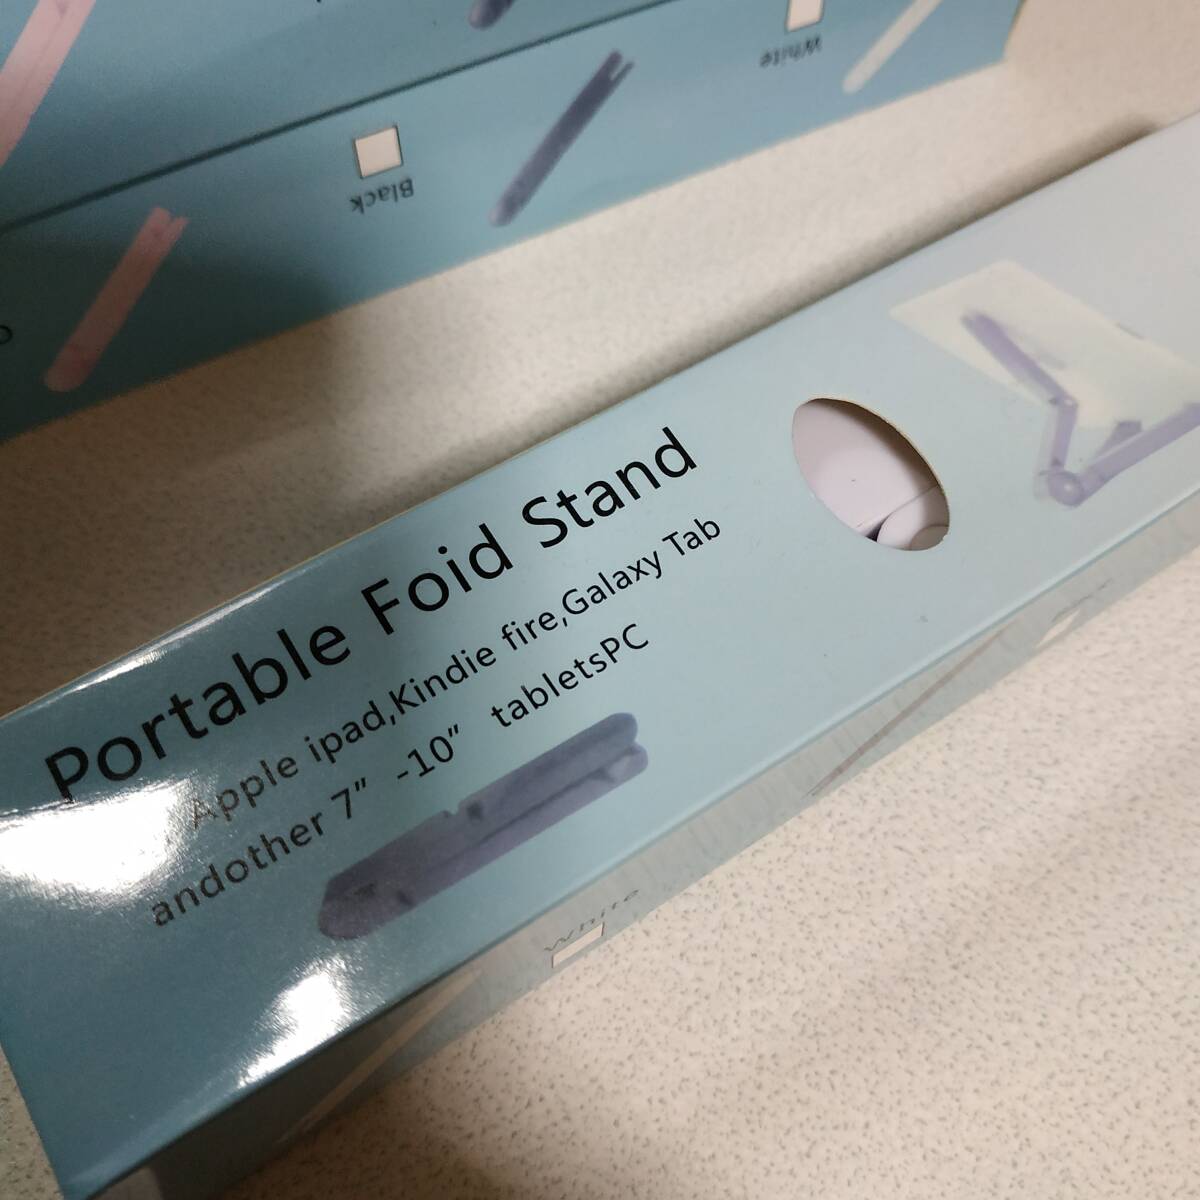 White
Black
Portable Foid Stand
Apple ipad,Kindie fire,Galaxy Tab
andother 7” -10” tabletsPC
White